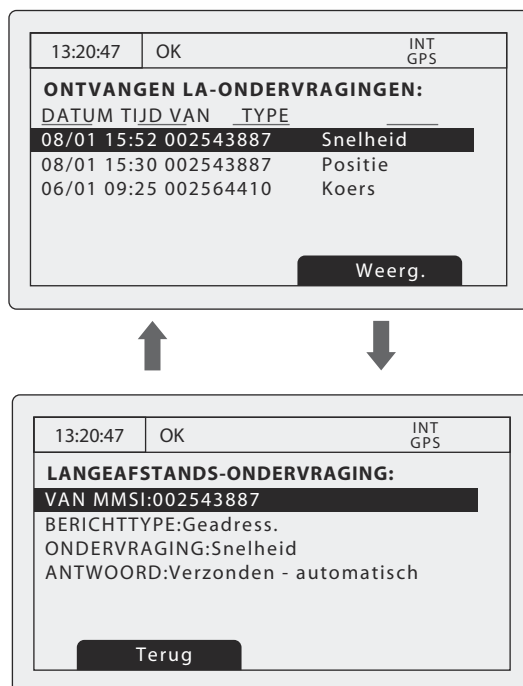 13:20:47 OK INT GPS
ONTVANGEN LA-ONDERVRAGINGEN:
DATUM TIJD VAN TYPE
08/01 15:52 002543887 Snelheid
08/01 15:30 002543887 Positie
06/01 09:25 002564410 Koers
Weerg.
13:20:47 OK INT GPS
LANGEAFSTANDS-ONDERVRAGING:
VAN MMSI:002543887
BERICHTTYPE:Geadress.
ONDERVRAGING:Snelheid
ANTWOORD:Verzonden - automatisch
Terug